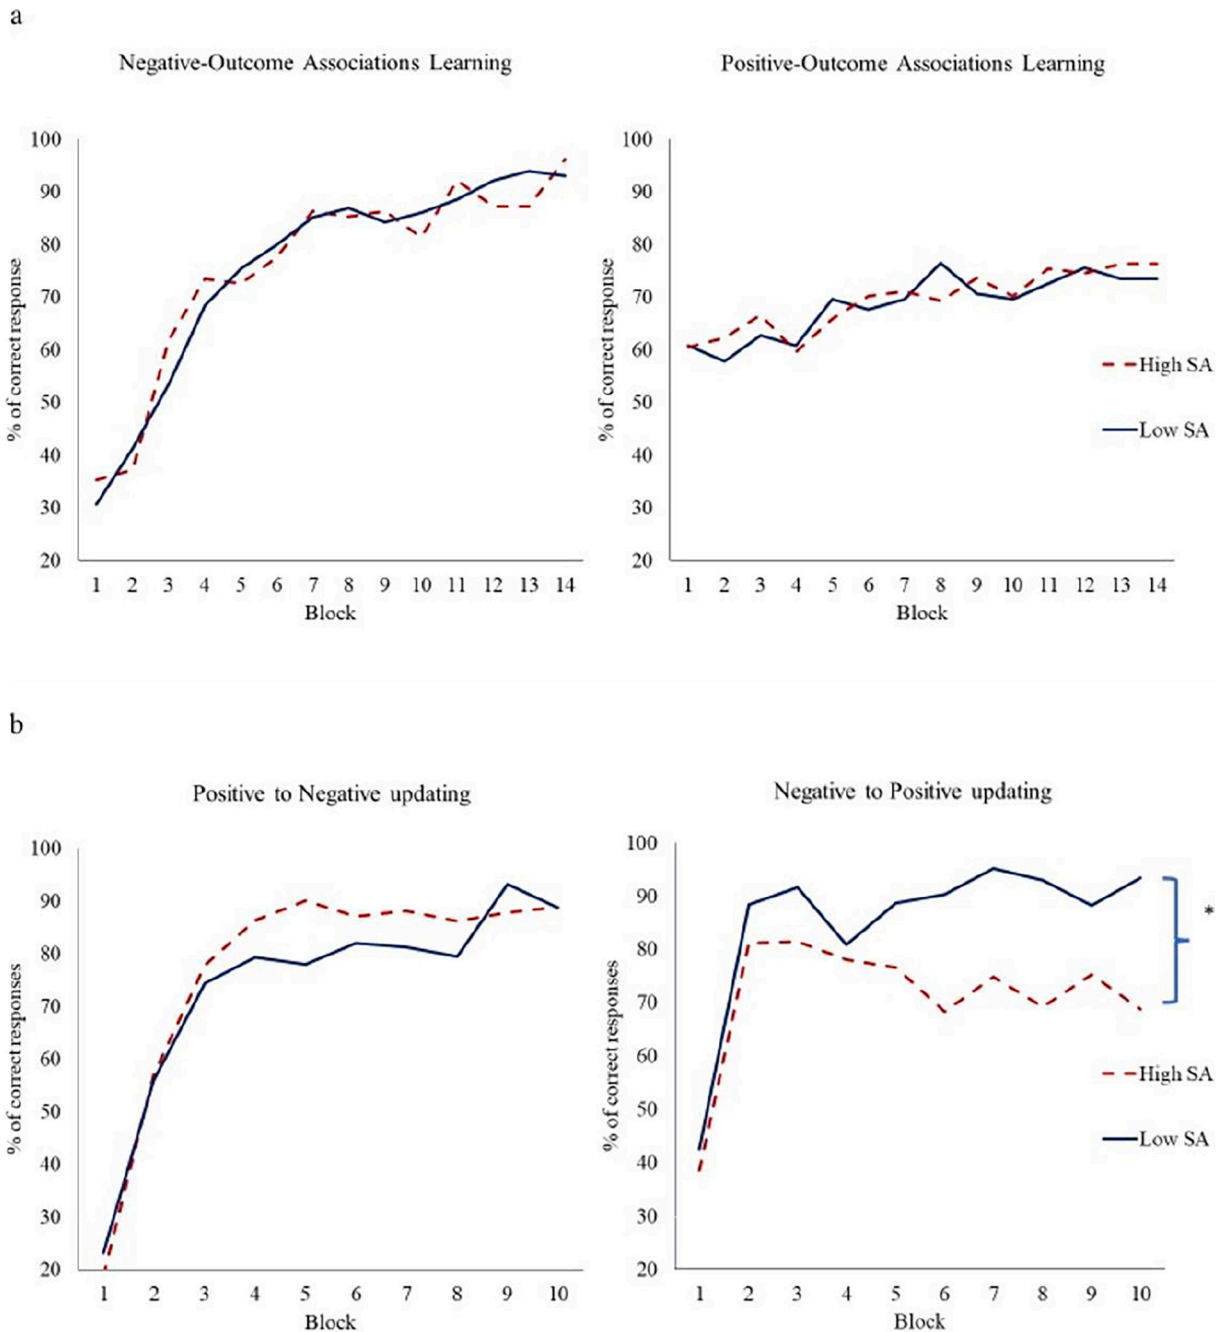 a
Negative-Outcome Associations Learning
% of correct response
100
90
80
70
60
50
40
30
20
1 2 3 4 5 6 7 8 9 10 11 12 13 14
Block
Positive-Outcome Associations Learning
% of correct response
100
90
80
70
60
50
40
30
20
1 2 3 4 5 6 7 8 9 10 11 12 13 14
Block
High SA
Low SA
b
Positive to Negative updating
% of correct responses
100
90
80
70
60
50
40
30
20
1 2 3 4 5 6 7 8 9 10
Block
Negative to Positive updating
% of correct responses
100
90
80
70
60
50
40
30
20
1 2 3 4 5 6 7 8 9 10
Block
*
High SA
Low SA